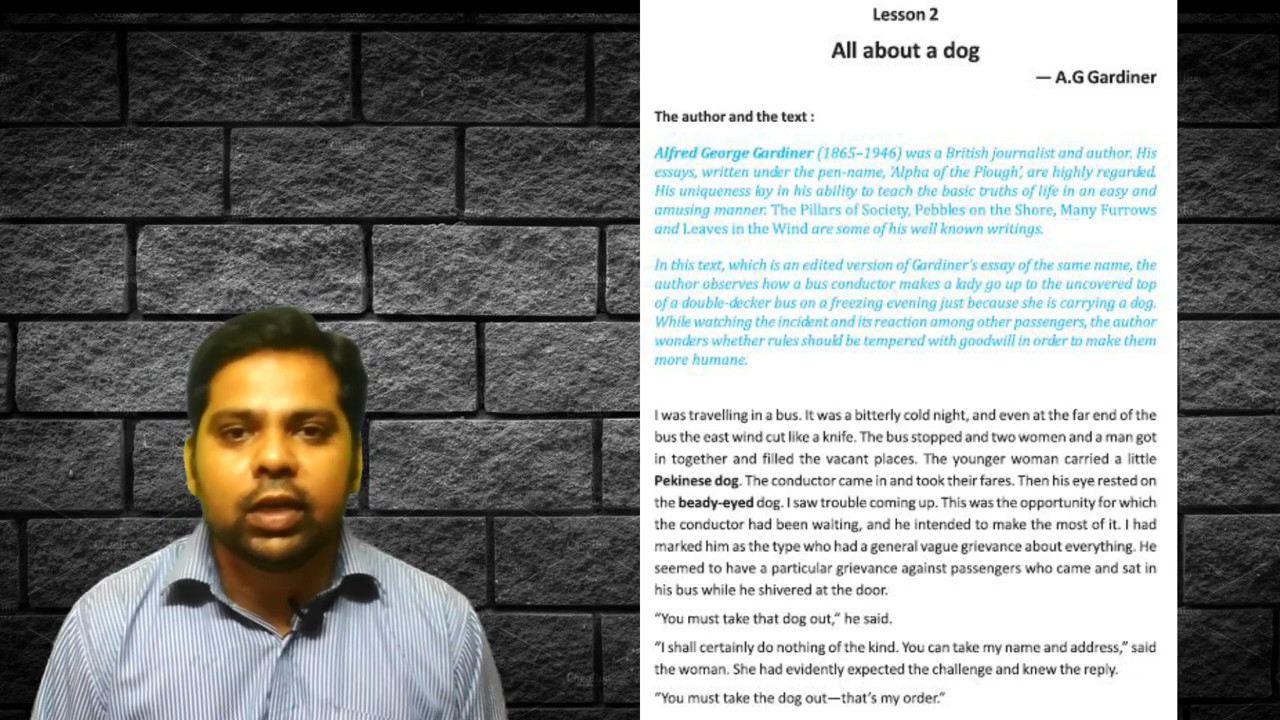 Lesson 2
All about a dog
— A.G Gardiner
The author and the text :
Alfred George Gardiner (1865–1946) was a British journalist and author. His
essays, written under the pen-name, ‘Alpha of the Plough’, are highly regarded.
His uniqueness lay in his ability to teach the basic truths of life in an easy and
amusing manner. The Pillars of Society, Pebbles on the Shore, Many Furrows
and Leaves in the Wind are some of his well known writings.
In this text, which is an edited version of Gardiner’s essay of the same name, the
author observes how a bus conductor makes a lady go up to the uncovered top
of a double-decker bus on a freezing evening just because she is carrying a dog.
While watching the incident and its reaction among other passengers, the author
wonders whether rules should be tempered with goodwill in order to make them
more humane.
I was travelling in a bus. It was a bitterly cold night, and even at the far end of the
bus the east wind cut like a knife. The bus stopped and two women and a man got
in together and filled the vacant places. The younger woman carried a little
Pekinese dog. The conductor came in and took their fares. Then his eye rested on
the beady-eyed dog. I saw trouble coming up. This was the opportunity for which
the conductor had been waiting, and he intended to make the most of it. I had
marked him as the type who had a general vague grievance about everything. He
seemed to have a particular grievance against passengers who came and sat in
his bus while he shivered at the door.
“You must take that dog out,” he said.
“I shall certainly do nothing of the kind. You can take my name and address,” said
the woman. She had evidently expected the challenge and knew the reply.
“You must take the dog out—that’s my order.”